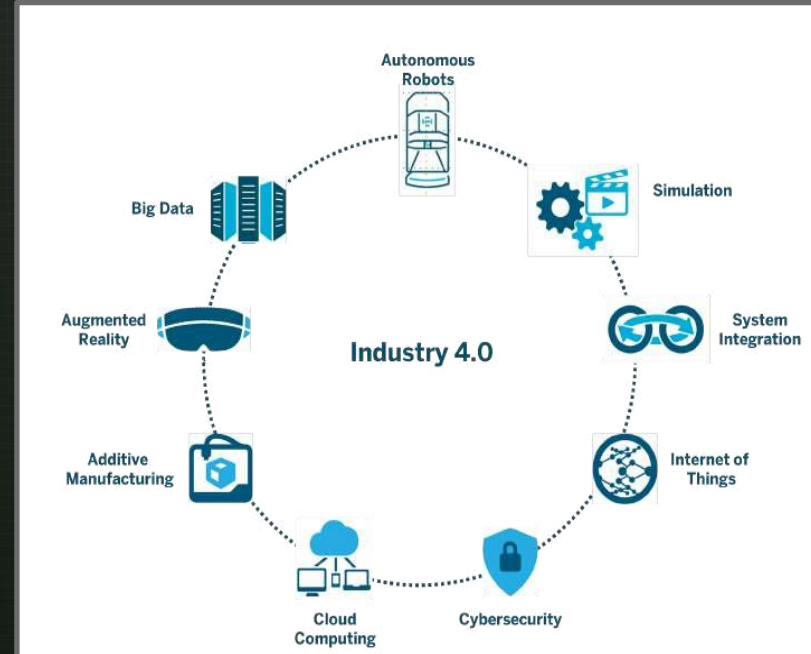 Autonomous
Robots
Simulation
System
Integration
Internet of
Things
Cybersecurity
Cloud
Computing
Additive
Manufacturing
Augmented
Reality
Big Data
Industry 4.0